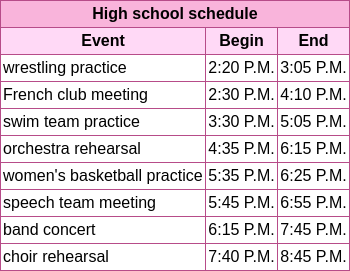 High school schedule
Event Begin End
wrestling practice 2:20 P.M. 3:05 P.M.
French club meeting 2:30 P.M. 4:10 P.M.
swim team practice 3:30 P.M. 5:05 P.M.
orchestra rehearsal 4:35 P.M. 6:15 P.M.
women's basketball practice 5:35 P.M. 6:25 P.M.
speech team meeting 5:45 P.M. 6:55 P.M.
band concert 6:15 P.M. 7:45 P.M.
choir rehearsal 7:40 P.M. 8:45 P.M.